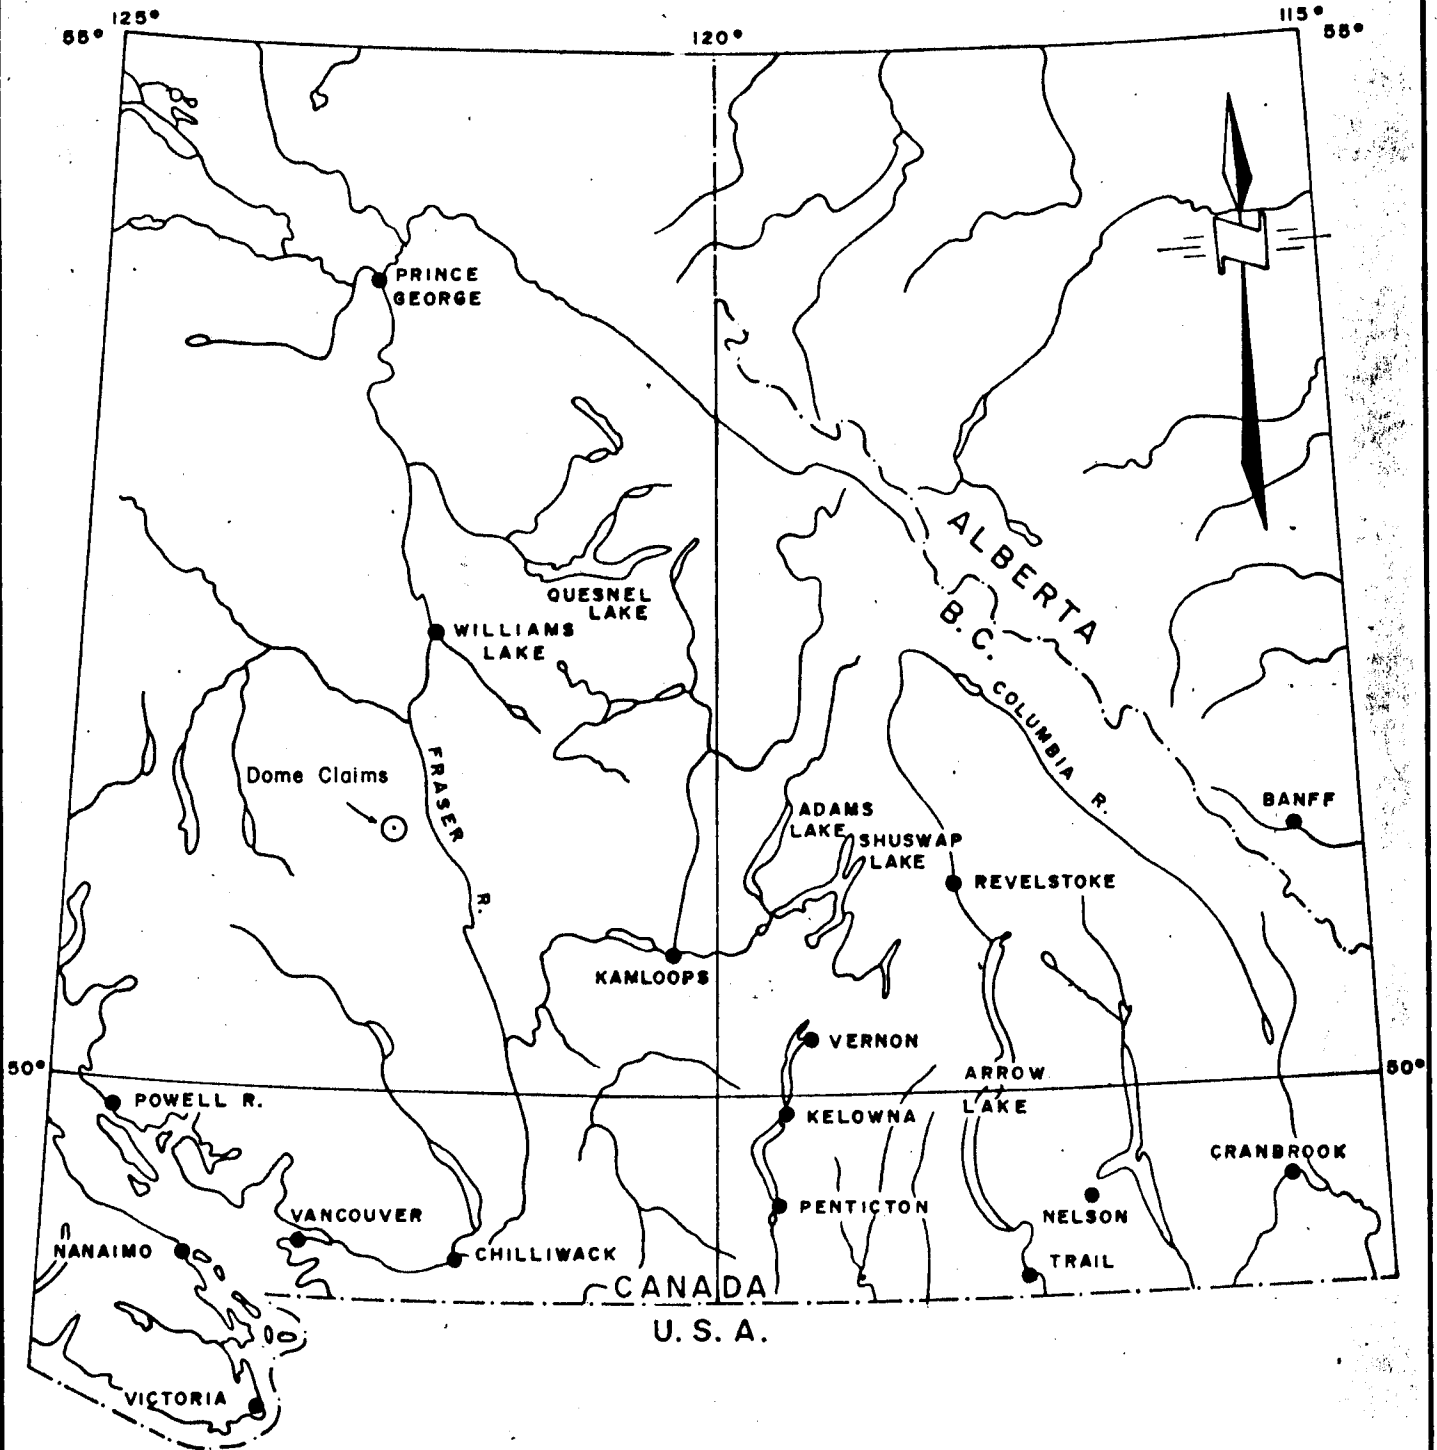 125°
115°
55°
120°
55°
PRINCE
GEORGE
ALBERTA
B.C.
QUESNEL
LAKE
WILLIAMS
LAKE
COLUMBIA R.
FRASER R.
Dome Claims
ADAMS
LAKE
BANFF
SHUSWAP
LAKE
REVELSTOKE
KAMLOOPS
VERNON
50°
50°
ARROW
LAKE
POWELL R.
KELOWNA
CRANBROOK
VANCOUVER
PENTICTON
NELSON
NANAIMO
CHILLIWACK
TRAIL
CANADA
U.S.A.
VICTORIA